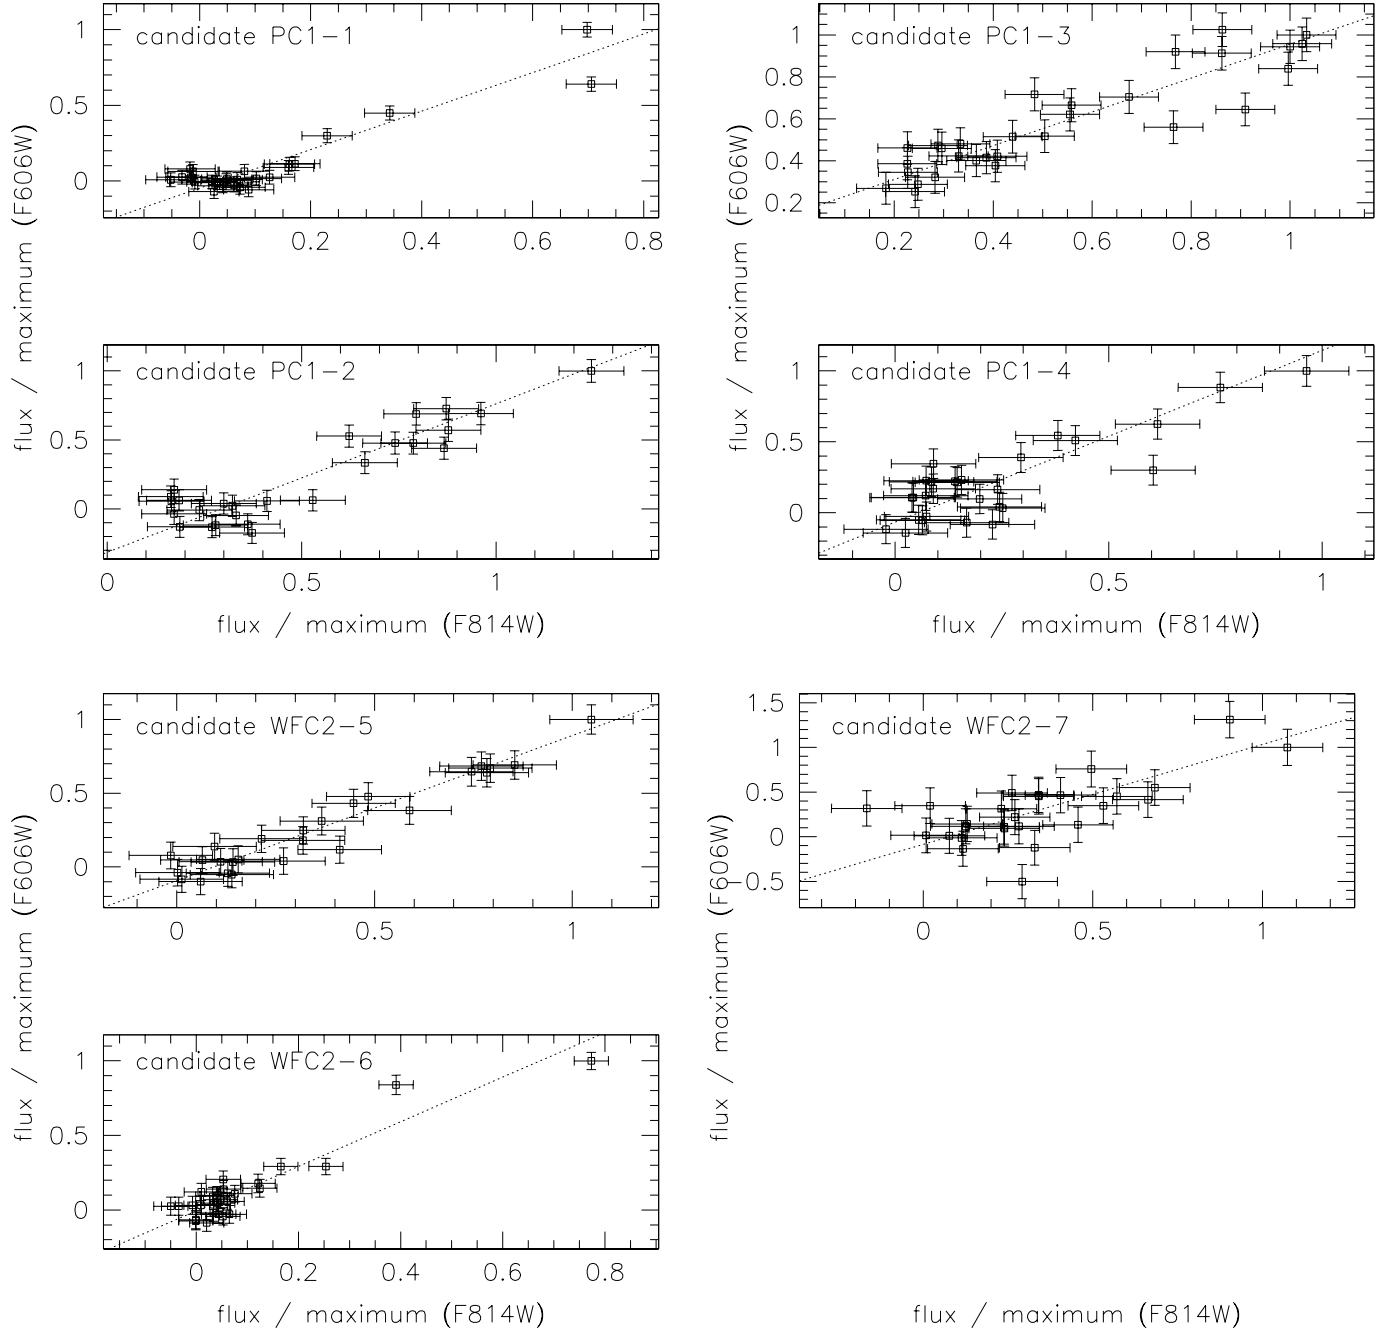 candidate PC1-1
1
0.5
0
0 0.2 0.4 0.6 0.8
candidate PC1-3
1
0.8
0.6
0.4
0.2
0.2 0.4 0.6 0.8 1
flux / maximum (F606W)
flux / maximum (F606W)
candidate PC1-2
1
0.5
0
0 0.5 1
flux / maximum (F814W)
candidate PC1-4
1
0.5
0
0 0.5 1
flux / maximum (F814W)
candidate WFC2-5
1
0.5
0
0 0.5 1
candidate WFC2-7
1.5
1
0.5
0
-0.5
0 0.5 1
flux / maximum (F606W)
flux / maximum (F606W)
candidate WFC2-6
1
0.5
0
0 0.2 0.4 0.6 0.8
flux / maximum (F814W)
flux / maximum (F814W)